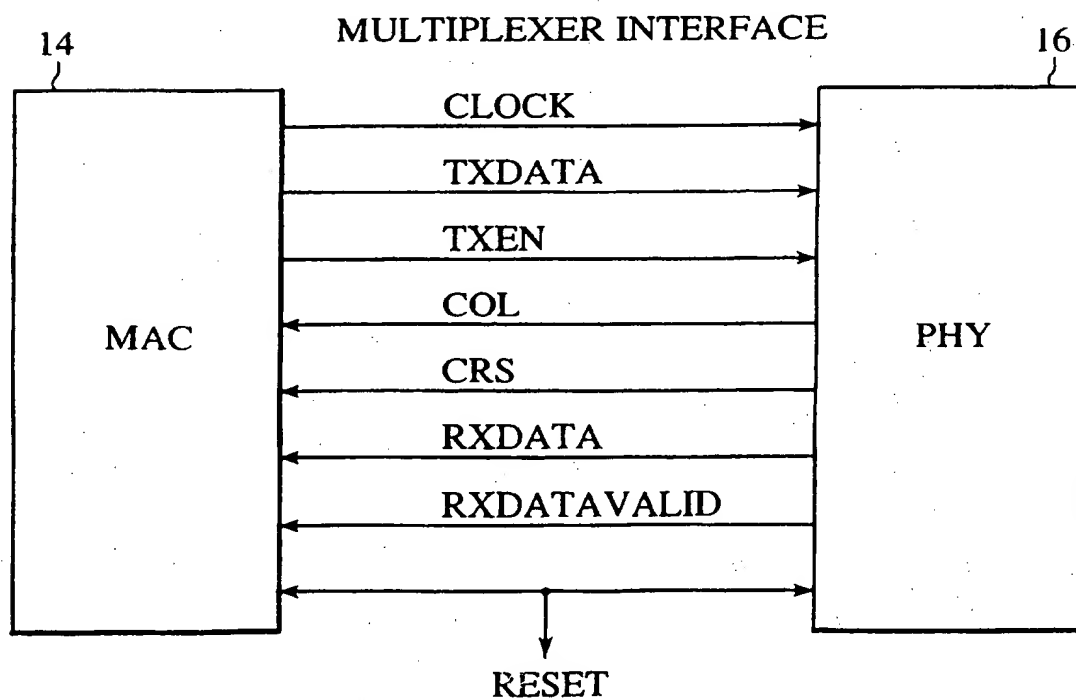 MULTIPLEXER INTERFACE
14
16
CLOCK
TXDATA
TXEN
COL
MAC
PHY
CRS
RXDATA
RXDATAVALID
RESET